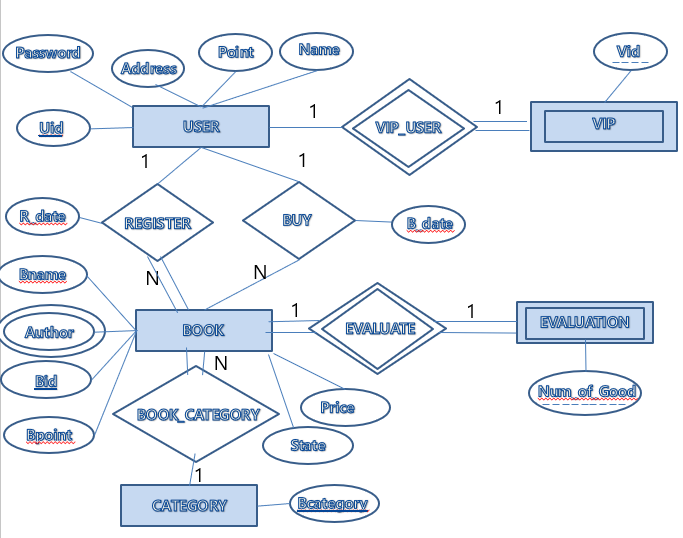 Password
Address
Point
Name
Vid
Uid
USER
1
VIP_USER
1
VIP
1
1
R_date
REGISTER
BUY
B_date
Bname
N
N
Author
BOOK
1
EVALUATE
1
EVALUATION
Bid
N
Num_of_Good
Bpoint
BOOK_CATEGORY
Price
State
1
CATEGORY
Bcategory